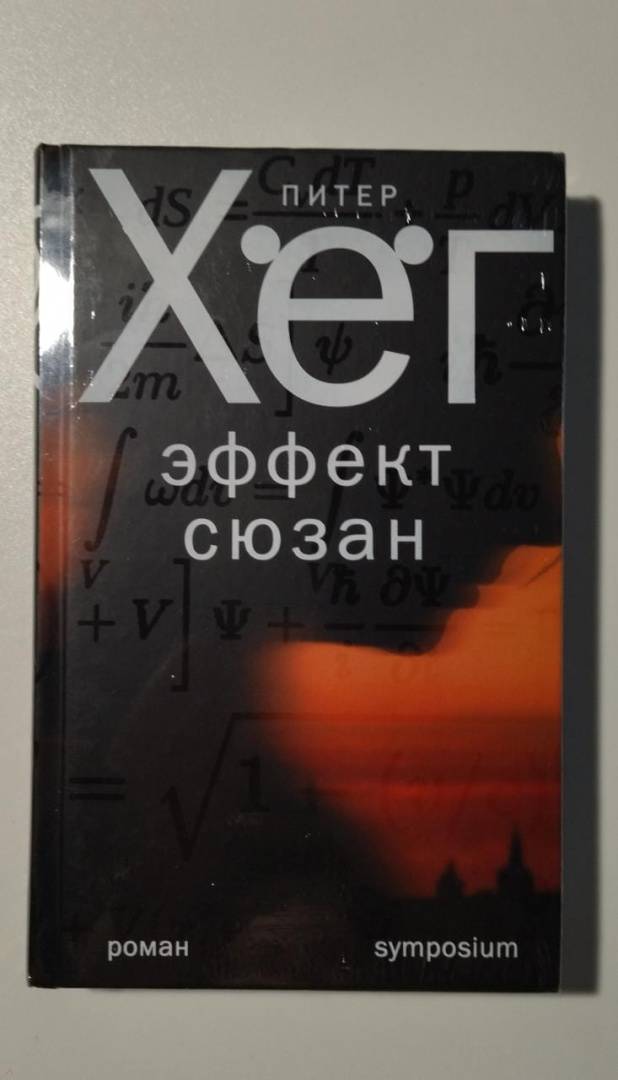 ПИТЕР
Хёг
эффект
сюзан
роман
symposium